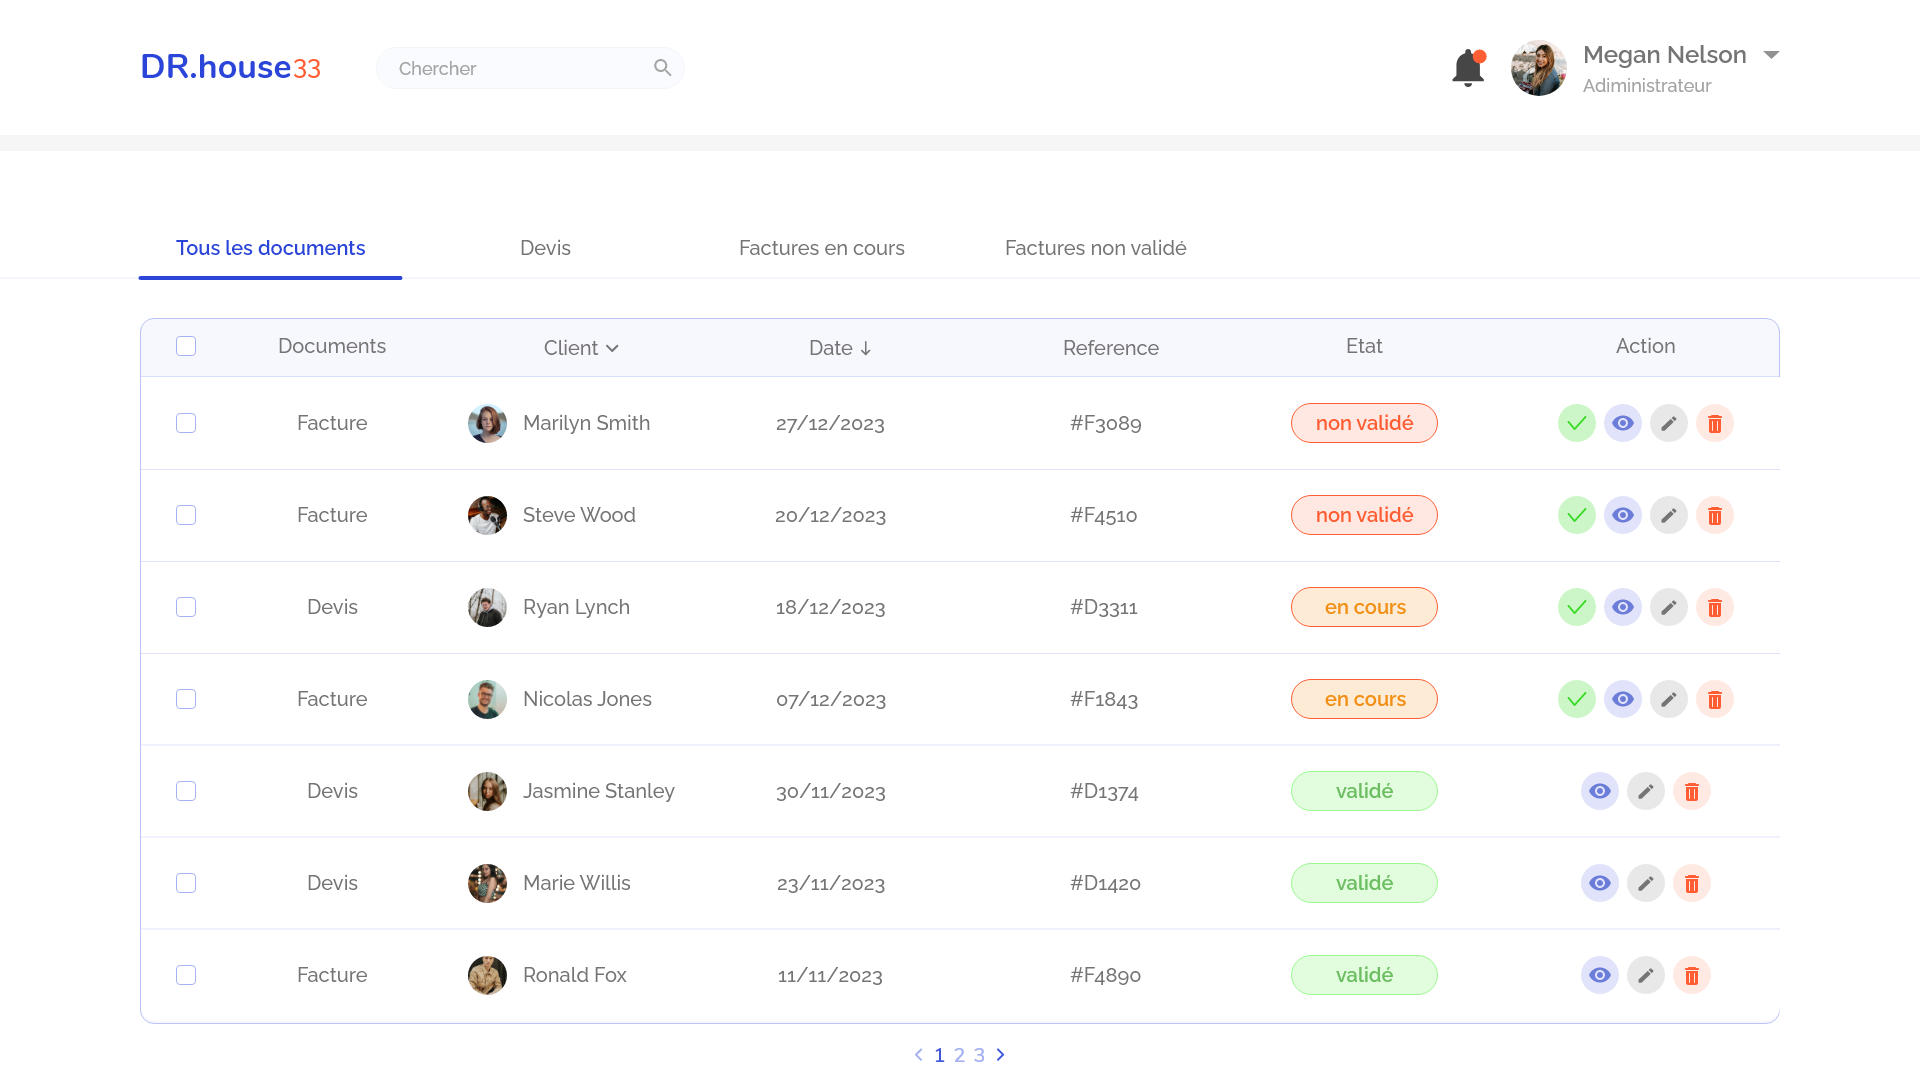 DR.house33
Chercher
Megan Nelson
Adiministrateur
Tous les documents Devis Factures en cours Factures non validé
Documents Client Date Reference Etat Action
Facture Marilyn Smith 27/12/2023 #F3089 non validé
Facture Steve Wood 20/12/2023 #F4510 non validé
Devis Ryan Lynch 18/12/2023 #D3311 en cours
Facture Nicolas Jones 07/12/2023 #F1843 en cours
Devis Jasmine Stanley 30/11/2023 #D1374 validé
Devis Marie Willis 23/11/2023 #D1420 validé
Facture Ronald Fox 11/11/2023 #F4890 validé
1 2 3